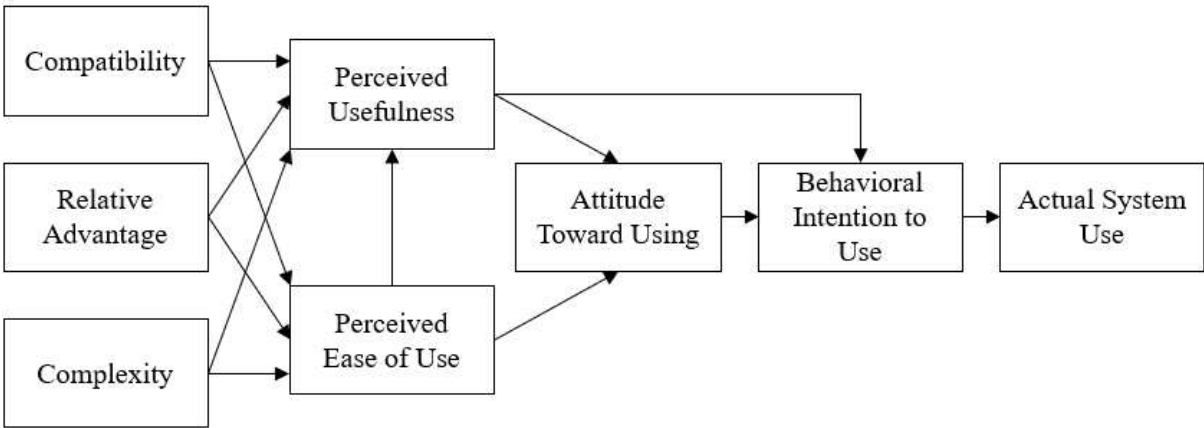 Compatibility
Relative
Advantage
Complexity
Perceived
Usefulness
Perceived
Ease of Use
Attitude
Toward Using
Behavioral
Intention to
Use
Actual System
Use